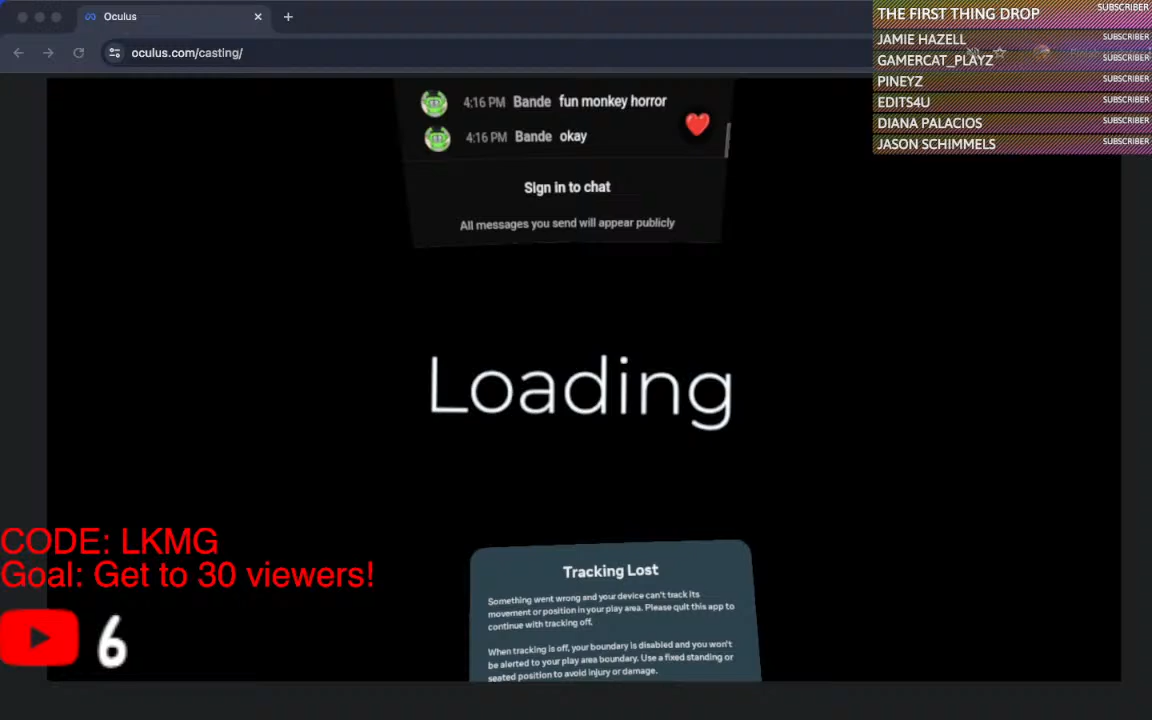 Oculus
oculus.com/casting/
THE FIRST THING DROP SUBSCRIBER
JAMIE HAZELL SUBSCRIBER
GAMERCAT_PLAYZ SUBSCRIBER
PINEYZ SUBSCRIBER
EDITS4U SUBSCRIBER
DIANA PALACIOS SUBSCRIBER
JASON SCHIMMELS SUBSCRIBER
4:16 PM Bande fun monkey horror
4:16 PM Bande okay
Sign in to chat
All messages you send will appear publicly
Loading
CODE: LKMG
Goal: Get to 30 viewers!
6
Tracking Lost
Something went wrong and your device can't track its
movement or position in your play area. Please quit this app to
continue with tracking off.
When tracking is off, your boundary is disabled and you won't
be alerted to your play area boundary. Use a fixed standing or
seated position to avoid injury or damage.